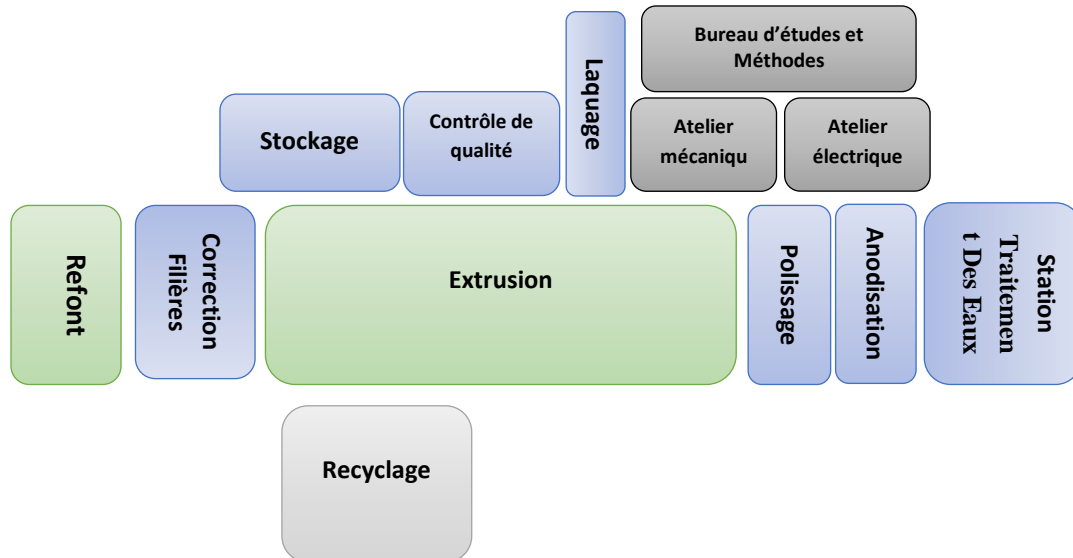 Bureau d’études et
Méthodes
Laquage
Stockage
Contrôle de
qualité
Atelier
mécaniqu
Atelier
électrique
Refont
Correction
Filières
Extrusion
Polissage
Anodisation
Station
Traitemen
t Des Eaux
Recyclage